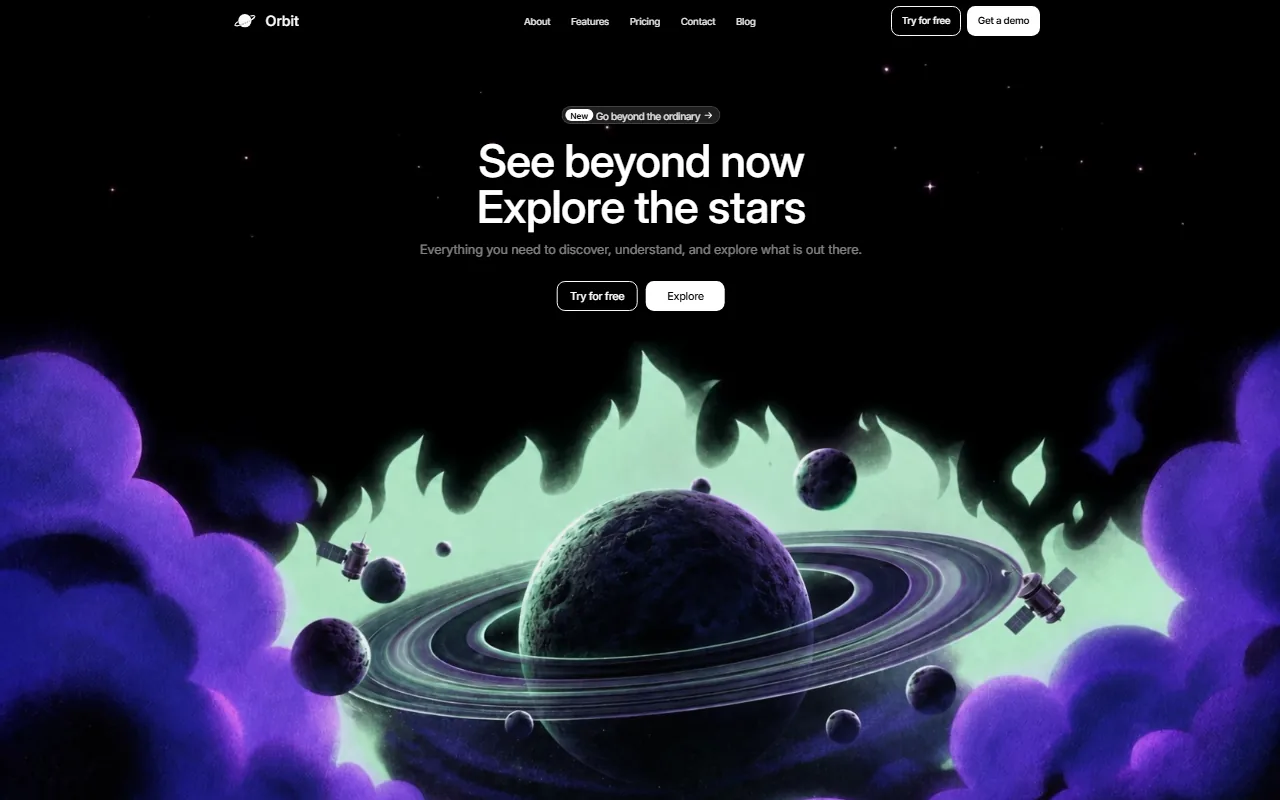 Orbit
About Features Pricing Contact Blog
Try for free Get a demo
New Go beyond the ordinary →
See beyond now
Explore the stars
Everything you need to discover, understand, and explore what is out there.
Try for free Explore